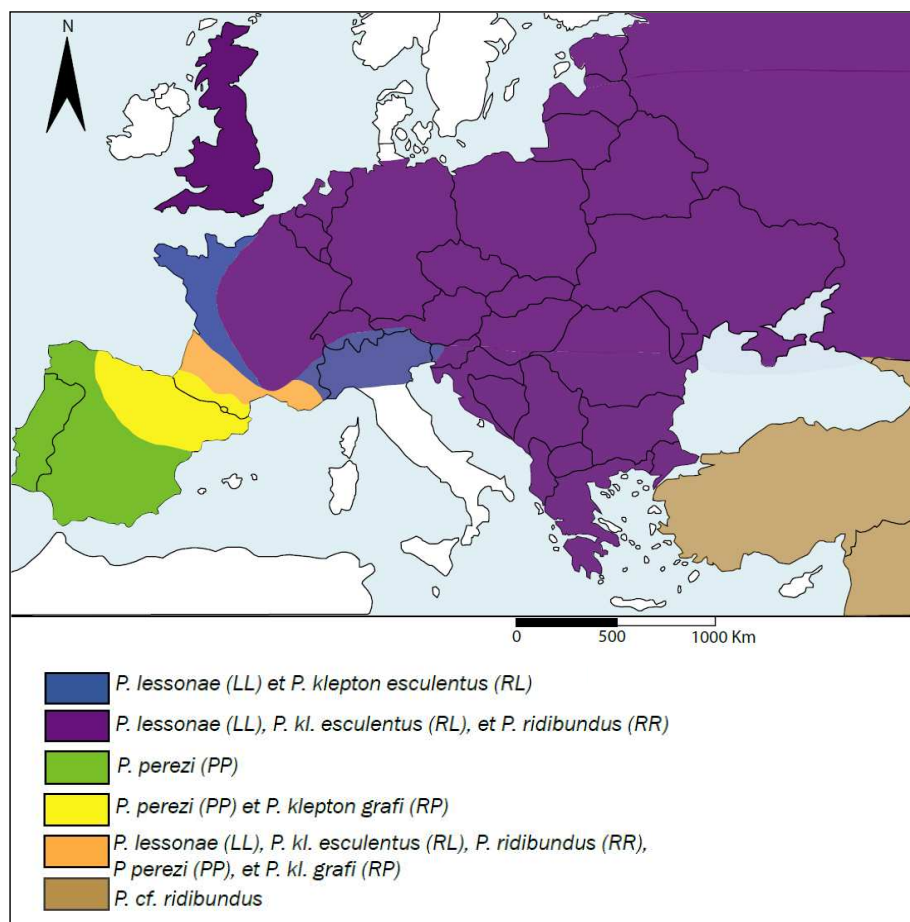 N
0 500 1000 Km
P. lessonae (LL) et P. klepton esculentus (RL)
P. lessonae (LL), P. kl. esculentus (RL), et P. ridibundus (RR)
P. perezi (PP)
P. perezi (PP) et P. klepton grafi (RP)
P. lessonae (LL), P. kl. esculentus (RL), P. ridibundus (RR),
P perezi (PP), et P. kl. grafi (RP)
P. cf. ridibundus